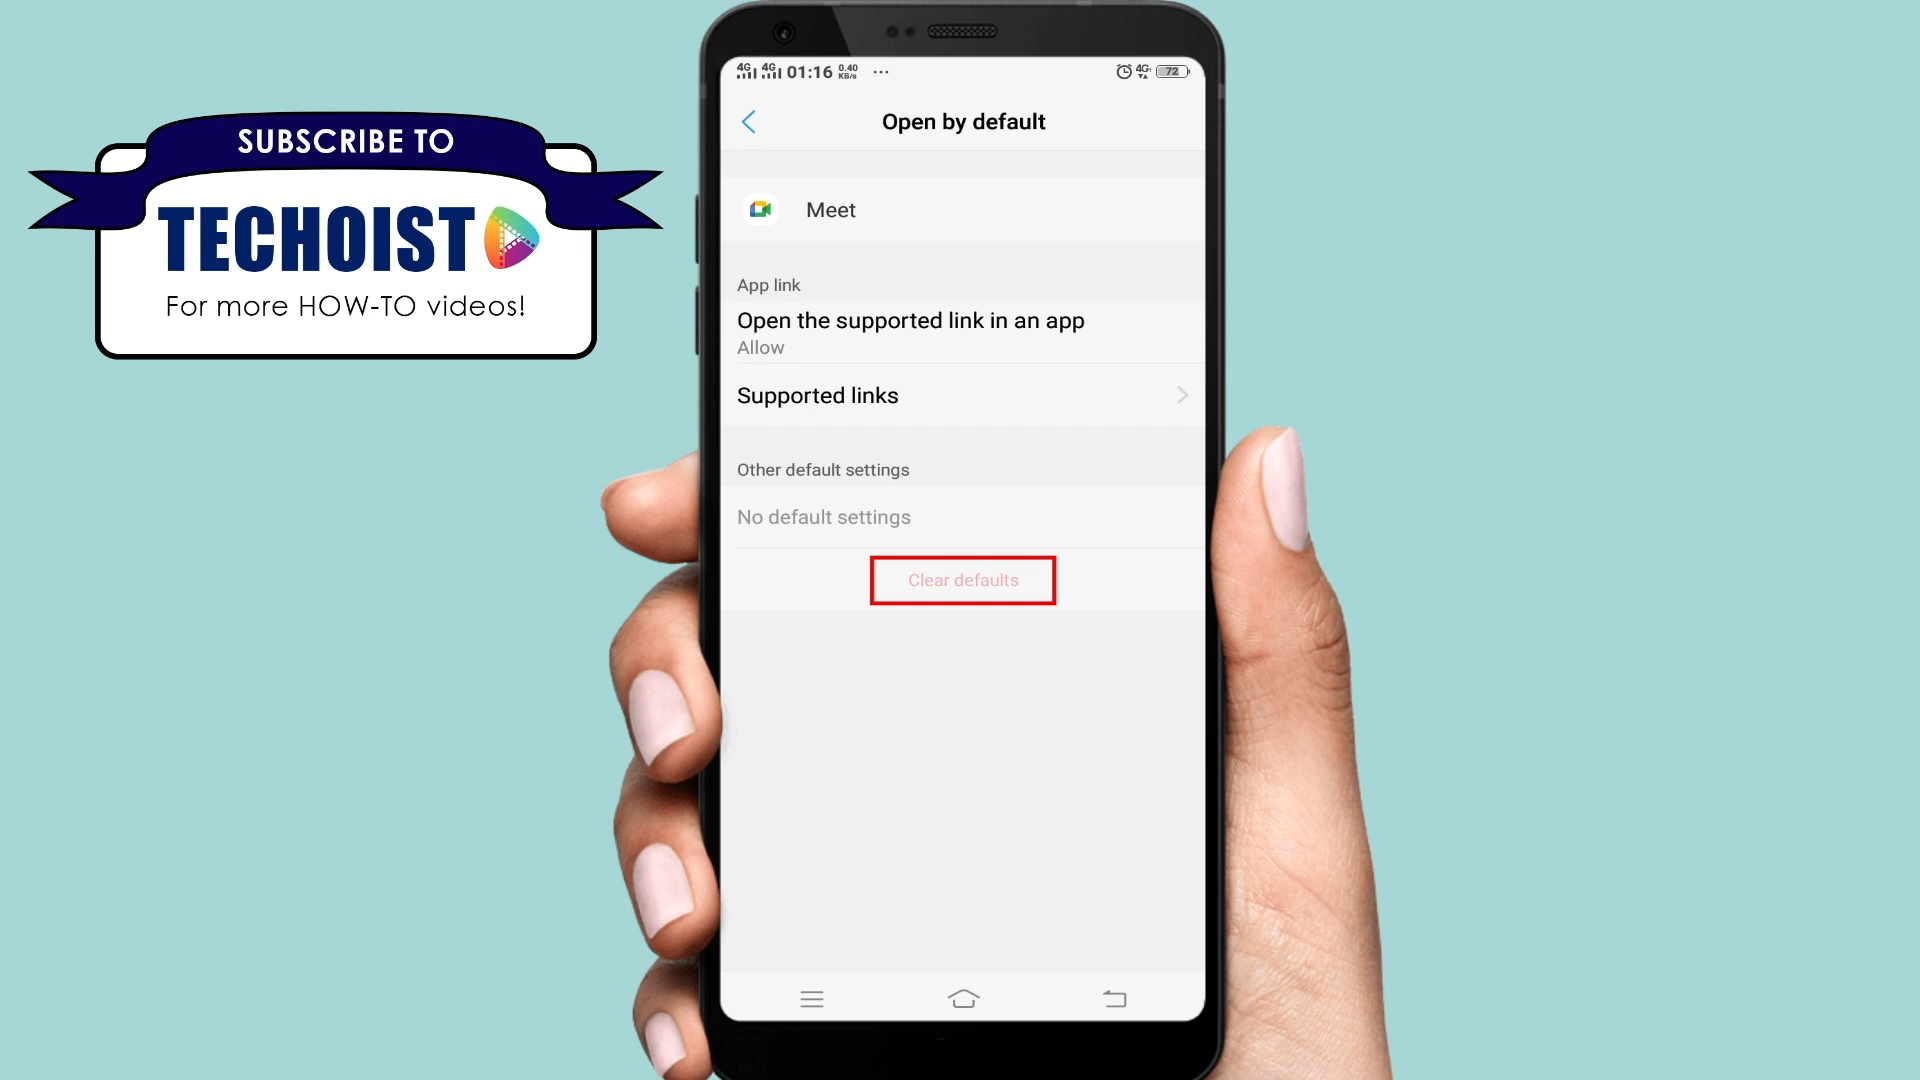 SUBSCRIBE TO
TECHOIST
For more HOW-TO videos!
4G 4G 01:16 0.40 KB/s ...
4G 72
Open by default
Meet
App link
Open the supported link in an app
Allow
Supported links
Other default settings
No default settings
Clear defaults